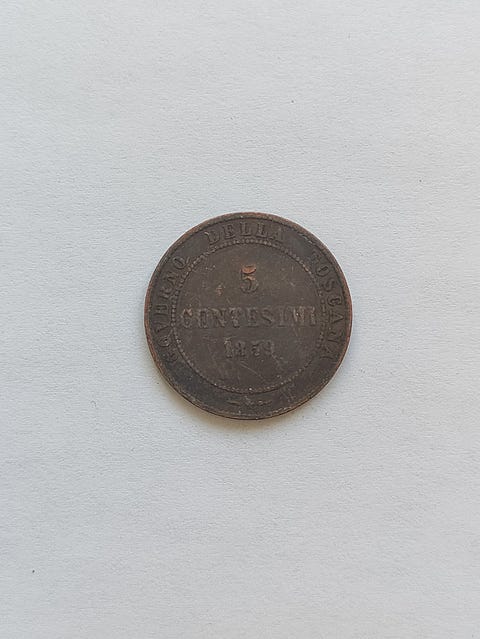 GOVERNO DELLA TOSCANA
5
CENTESIMI
1859